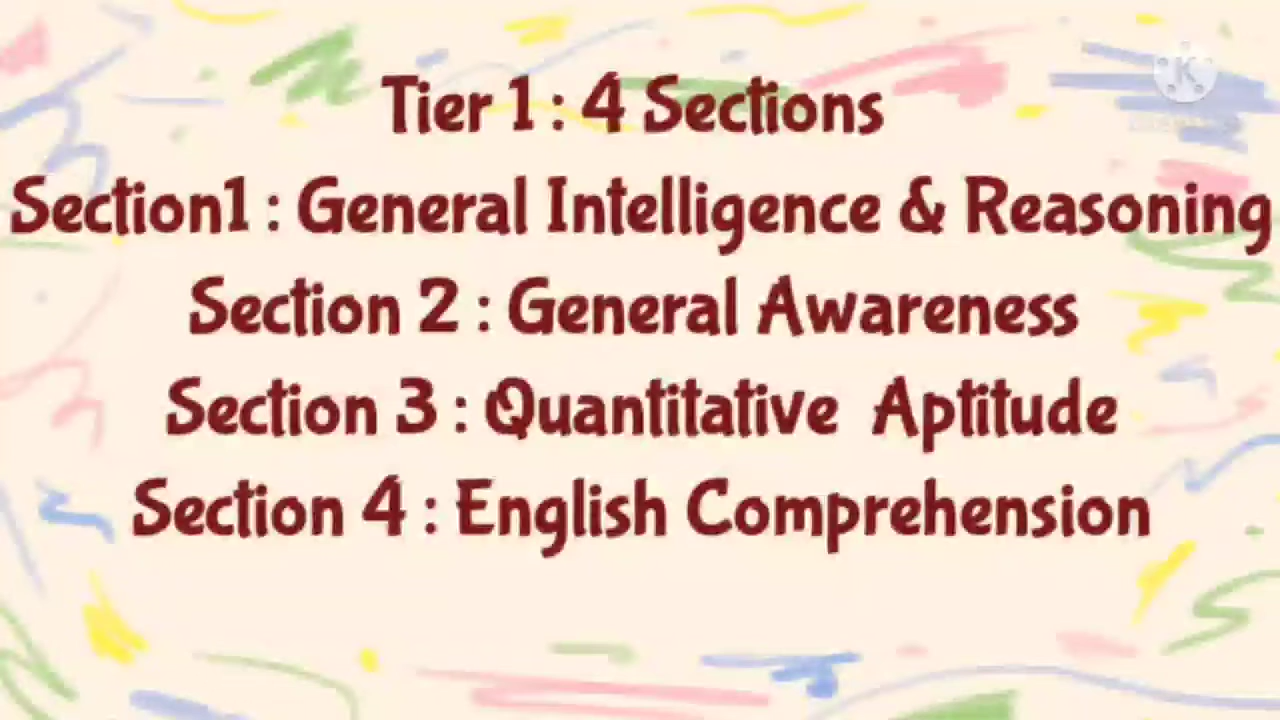 Tier 1 : 4 Sections
Section1 : General Intelligence & Reasoning
Section 2 : General Awareness
Section 3 : Quantitative Aptitude
Section 4 : English Comprehension
K